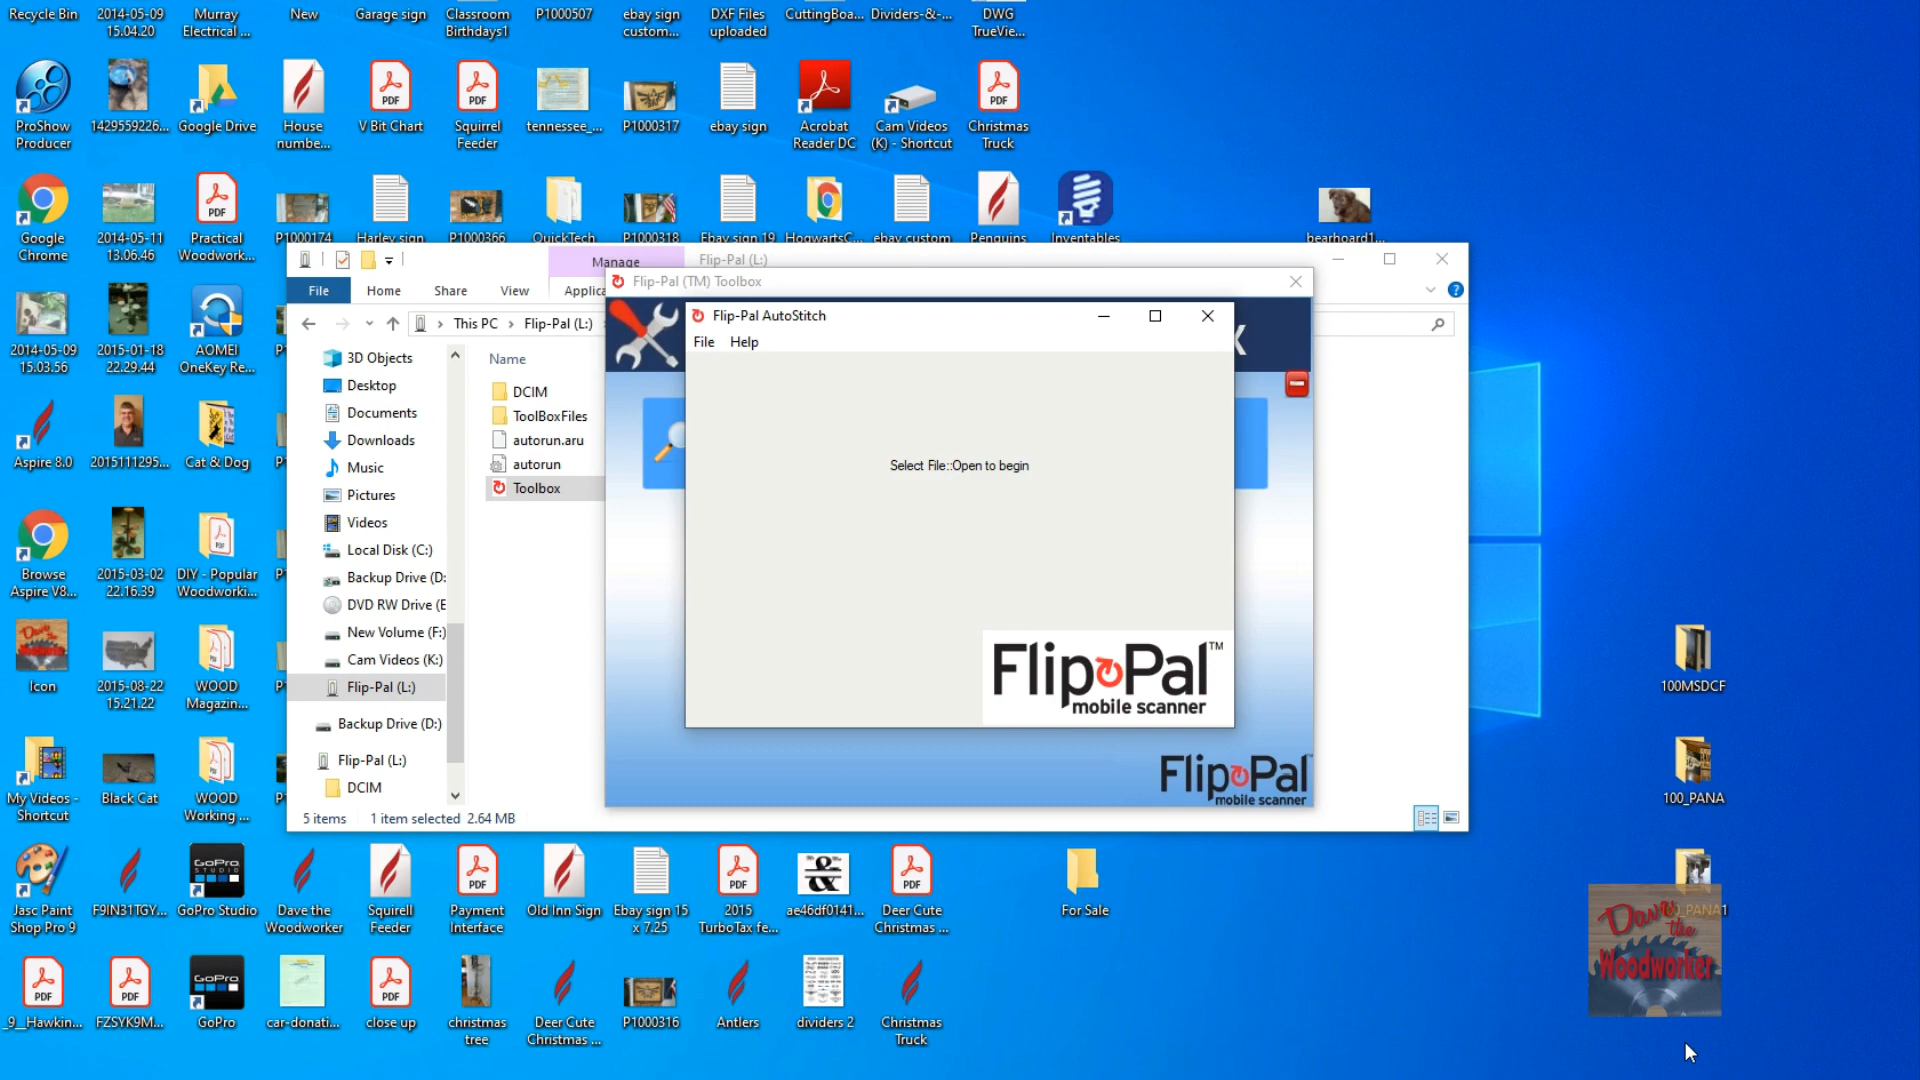 Recycle Bin
2014-05-09
15.04.20
Murray
Electrical ...
New
Garage sign
Classroom
Birthdays1
P1000507
ebay sign
custom...
DXF Files
uploaded
CuttingBoa...
Dividers-&-...
DWG
TrueVie...
ProShow
Producer
1429559226...
Google Drive
House
numbe...
V Bit Chart
Squirrel
Feeder
tennessee_...
P1000317
ebay sign
Acrobat
Reader DC
Cam Videos
(K) - Shortcut
Christmas
Truck
Google
Chrome
2014-05-11
13.06.46
Practical
Woodwork...
P1000174
Harley sign
P1000366
QuickTech
P1000318
Ebay sign 19
HogwartsC...
ebay custom
Penguins
Inventables
bearhoard1...
Manage
Flip-Pal (L:)
File
Home
Share
View
Applica
This PC
Flip-Pal (L:)
Flip-Pal (TM) Toolbox
X
Flip-Pal AutoStitch
File
Help
Select File::Open to begin
Flip Pal™
mobile scanner
Flip Pal
mobile scanner
3D Objects
Desktop
Documents
Downloads
Music
Pictures
Videos
Local Disk (C:)
Backup Drive (D:
DVD RW Drive (E
New Volume (F:)
Cam Videos (K:)
Flip-Pal (L:)
Backup Drive (D:)
Flip-Pal (L:)
DCIM
Name
DCIM
ToolBoxFiles
autorun.aru
autorun
Toolbox
5 items
1 item selected 2.64 MB
2014-05-09
15.03.56
2015-01-18
22.29.44
AOMEI
OneKey Re...
Aspire 8.0
2015111295...
Cat & Dog
Browse
Aspire V8...
2015-03-02
22.16.39
DIY - Popular
Woodworki...
Icon
2015-08-22
15.21.22
WOOD
Magazin...
My Videos -
Shortcut
Black Cat
WOOD
Working ...
100MSDCF
100_PANA
Dave
the
Woodworker
Jasc Paint
Shop Pro 9
F9IN31TGY...
GoPro Studio
Dave the
Woodworker
Squirell
Feeder
Payment
Interface
Old Inn Sign
Ebay sign 15
x 7.25
2015
TurboTax fe...
ae46df0141...
Deer Cute
Christmas ...
For Sale
_9__Hawkin...
FZSYK9M...
GoPro
car-donati...
close up
christmas
tree
Deer Cute
Christmas ...
P1000316
Antlers
dividers 2
Christmas
Truck